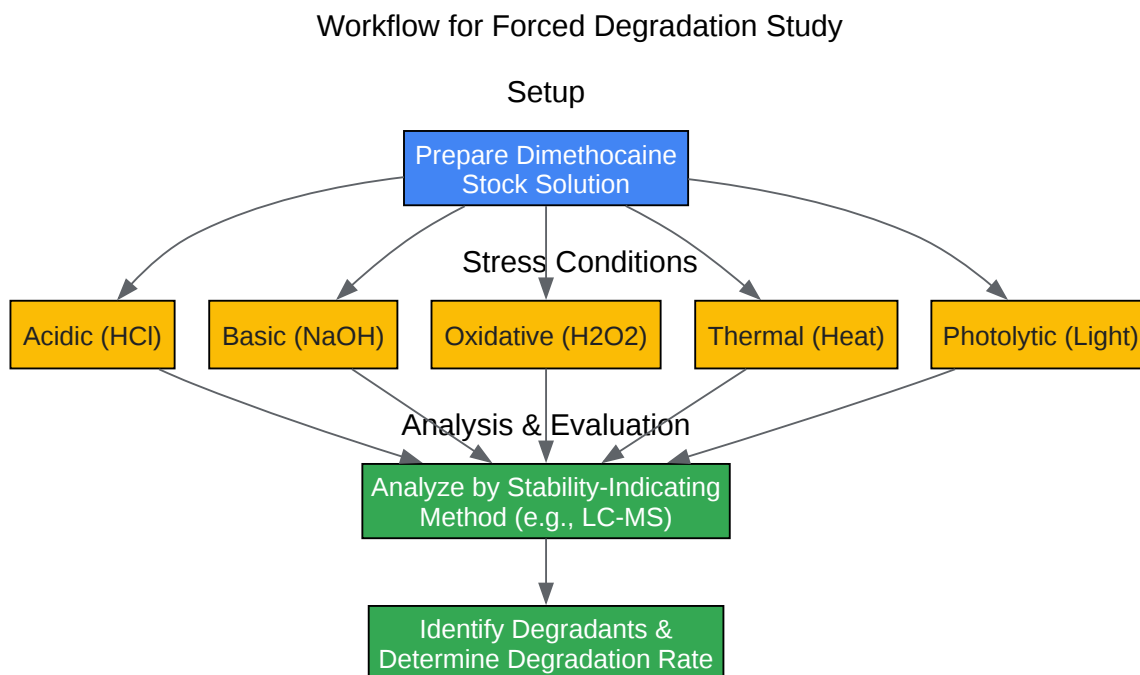 Workflow for Forced Degradation Study
Setup
Prepare Dimethocaine
Stock Solution
Stress Conditions
Acidic (HCl)
Basic (NaOH)
Oxidative (H2O2)
Thermal (Heat)
Photolytic (Light)
Analysis & Evaluation
Analyze by Stability-Indicating
Method (e.g., LC-MS)
Identify Degradants &
Determine Degradation Rate